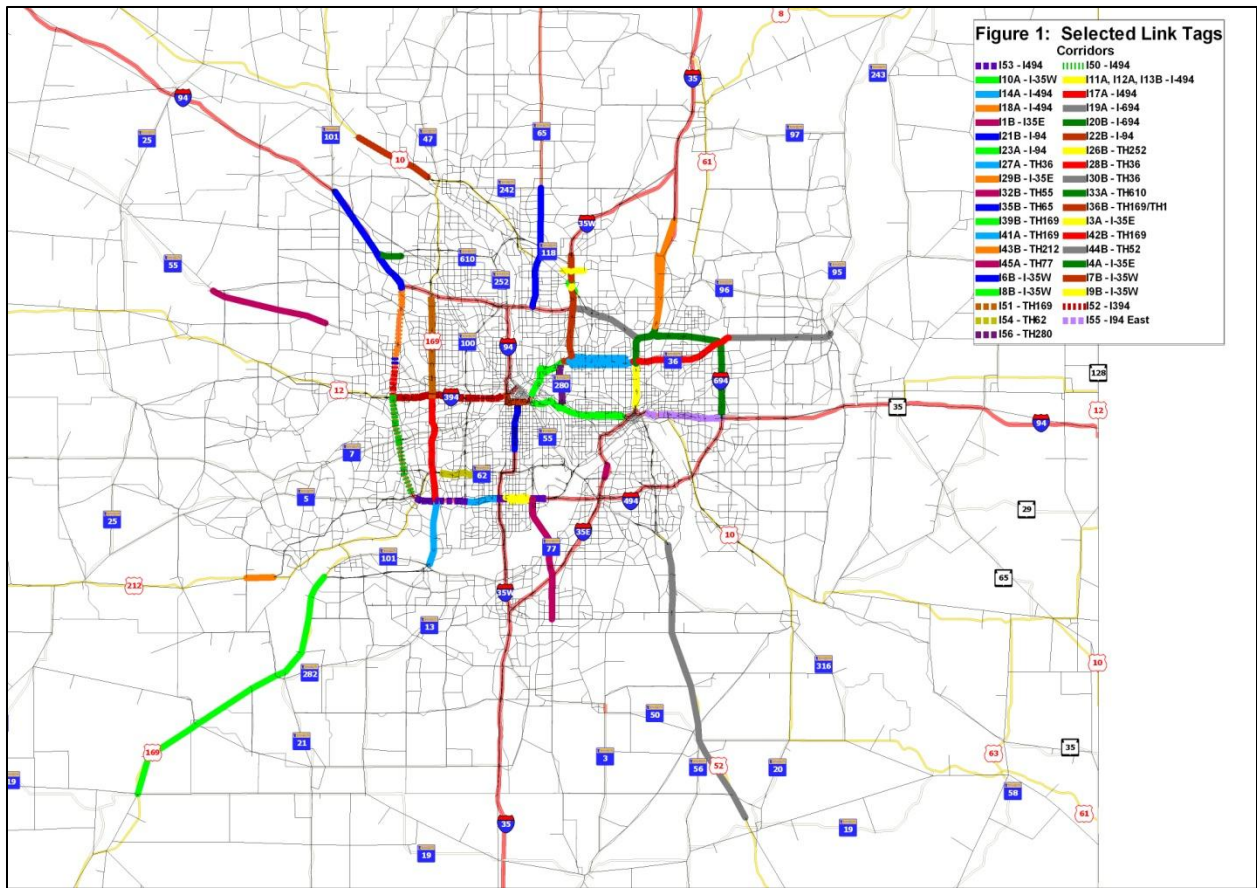 Figure 1: Selected Link Tags
Corridors
I53 - I494
I50 - I494
I10A - I-35W
I11A, I12A, I13B - I-494
I14A - I-494
I17A - I494
I18A - I494
I19A - I-694
I1B - I35E
I20B - I-694
I21B - I-94
I22B - I-94
I23A - I-94
I26B - TH252
I27A - TH36
I28B - TH36
I29B - I-35E
I30B - TH36
I32B - TH55
I33A - TH610
I35B - TH65
I36B - TH169/TH1
I39B - TH169
I3A - I-35E
I41A - TH169
I42B - TH169
I43B - TH212
I44B - TH52
I45A - TH77
I4A - I-35E
I6B - I-35W
I7B - I-35W
I8B - I-35W
I9B - I-35W
I51 - TH169
I52 - I394
I54 - TH62
I55 - I94 East
I56 - TH280
8
35
243
94
25
101
47
65
97
10
61
242
35W
118
55
610
252
95
96
169
100
94
36
280
694
128
12
394
12
35
94
55
7
62
5
494
29
25
35E
10
101
77
65
212
35W
13
316
10
282
50
21
169
3
35
63
56
52
20
19
58
61
35
19
19